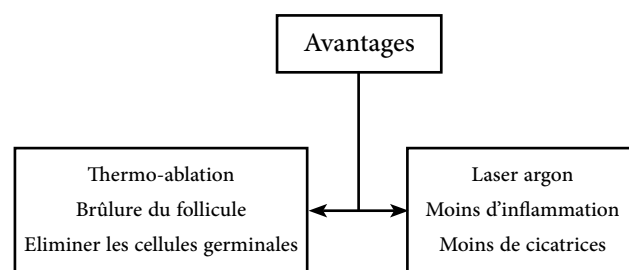 Avantages
Thermo-ablation
Brûlure du follicule
Eliminer les cellules germinales
Laser argon
Moins d'inflammation
Moins de cicatrices